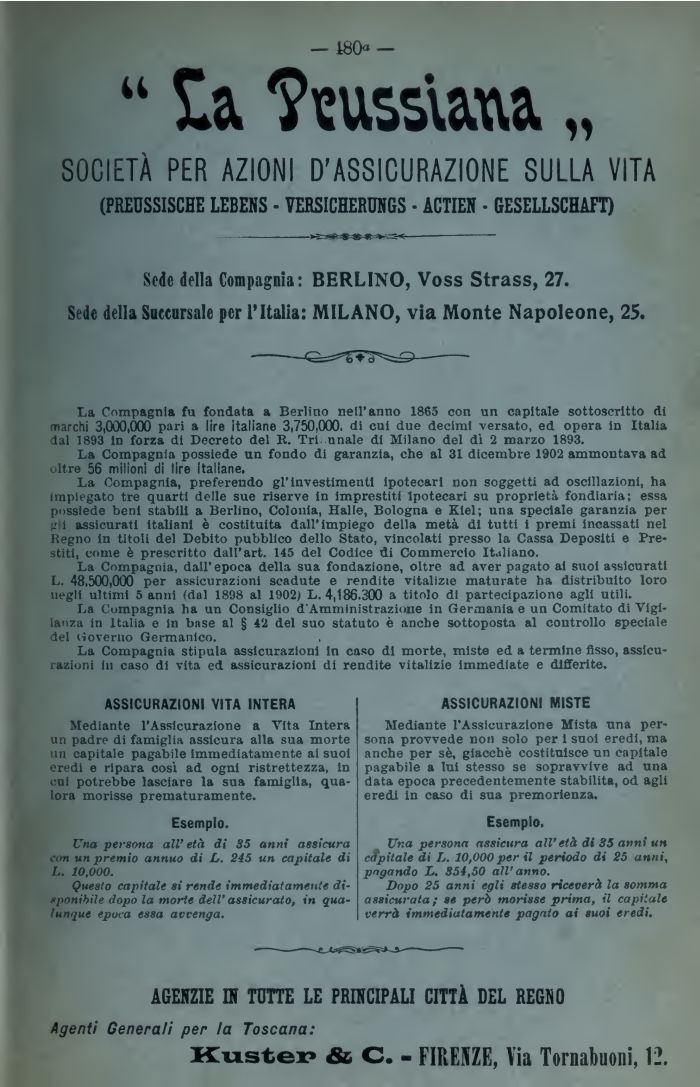 — 180a —
“ La Prussiana „
SOCIETÀ PER AZIONI D'ASSICURAZIONE SULLA VITA
(PREUSSISCHE LEBENS - VERSICHERUNGS - ACTIEN - GESELLSCHAFT)
Sede della Compagnia: BERLINO, Voss Strass, 27.
Sede della Succursale per l'Italia: MILANO, via Monte Napoleone, 25.
La Compagnia fu fondata a Berlino nell'anno 1865 con un capitale sottoscritto di
marchi 3,000,000 pari a lire italiane 3,750,000. di cui due decimi versato, ed opera in Italia
dal 1893 in forza di Decreto del R. Tribunale di Milano del dì 2 marzo 1893.
La Compagnia possiede un fondo di garanzia, che al 31 dicembre 1902 ammontava ad
oltre 56 milioni di lire italiane.
La Compagnia, preferendo gl'investimenti ipotecari non soggetti ad oscillazioni, ha
impiegato tre quarti delle sue riserve in imprestiti ipotecari su proprietà fondiaria; essa
possiede beni stabili a Berlino, Colonia, Halle, Bologna e Kiel; una speciale garanzia per
gli assicurati italiani è costituita dall'impiego della metà di tutti i premi incassati nel
Regno in titoli del Debito pubblico dello Stato, vincolati presso la Cassa Depositi e Pre-
stiti, come è prescritto dall'art. 145 del Codice di Commercio Italiano.
La Compagnia, dall'epoca della sua fondazione, oltre ad aver pagato ai suoi assicurati
L. 48,500,000 per assicurazioni scadute e rendite vitalizie maturate ha distribuito loro
negli ultimi 5 anni (dal 1898 al 1902) L. 4,186.300 a titolo di partecipazione agli utili.
La Compagnia ha un Consiglio d'Amministrazione in Germania e un Comitato di Vigi-
lanza in Italia e in base al § 42 del suo statuto è anche sottoposta al controllo speciale
del Governo Germanico.
La Compagnia stipula assicurazioni in caso di morte, miste ed a termine fisso, assicu-
razioni in caso di vita ed assicurazioni di rendite vitalizie immediate e differite.
ASSICURAZIONI VITA INTERA
Mediante l'Assicurazione a Vita Intera
un padre di famiglia assicura alla sua morte
un capitale pagabile immediatamente ai suoi
eredi e ripara così ad ogni ristrettezza, in
cui potrebbe lasciare la sua famiglia, qua-
lora morisse prematuramente.
Esempio.
Una persona all'età di 35 anni assicura
con un premio annuo di L. 245 un capitale di
L. 10,000.
Questo capitale si rende immediatamente di-
sponibile dopo la morte dell'assicurato, in qua-
lunque epoca essa avvenga.
ASSICURAZIONI MISTE
Mediante l'Assicurazione Mista una per-
sona provvede non solo per i suoi eredi, ma
anche per sè, giacchè costituisce un capitale
pagabile a lui stesso se sopravvive ad una
data epoca precedentemente stabilita, od agli
eredi in caso di sua premorienza.
Esempio.
Una persona assicura all'età di 35 anni un
capitale di L. 10,000 per il periodo di 25 anni,
pagando L. 354,50 all'anno.
Dopo 25 anni egli stesso riceverà la somma
assicurata; se però morisse prima, il capitale
verrà immediatamente pagato ai suoi eredi.
AGENZIE IN TUTTE LE PRINCIPALI CITTÀ DEL REGNO
Agenti Generali per la Toscana:
Kuster & C. - FIRENZE, Via Tornabuoni, 12.